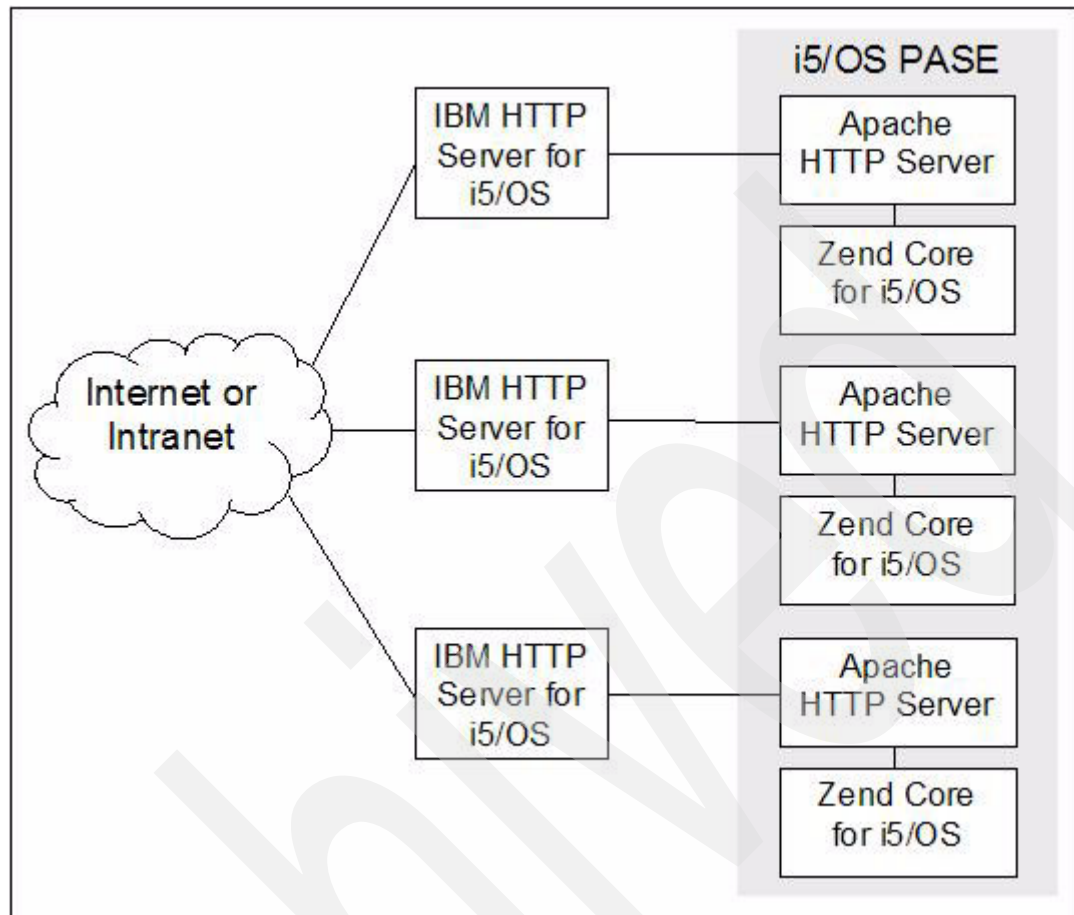 i5/OS PASE
IBM HTTP
Server for
i5/OS
Apache
HTTP Server
Zend Core
for i5/OS
Internet or
Intranet
IBM HTTP
Server for
i5/OS
Apache
HTTP Server
Zend Core
for i5/OS
IBM HTTP
Server for
i5/OS
Apache
HTTP Server
Zend Core
for i5/OS
hived